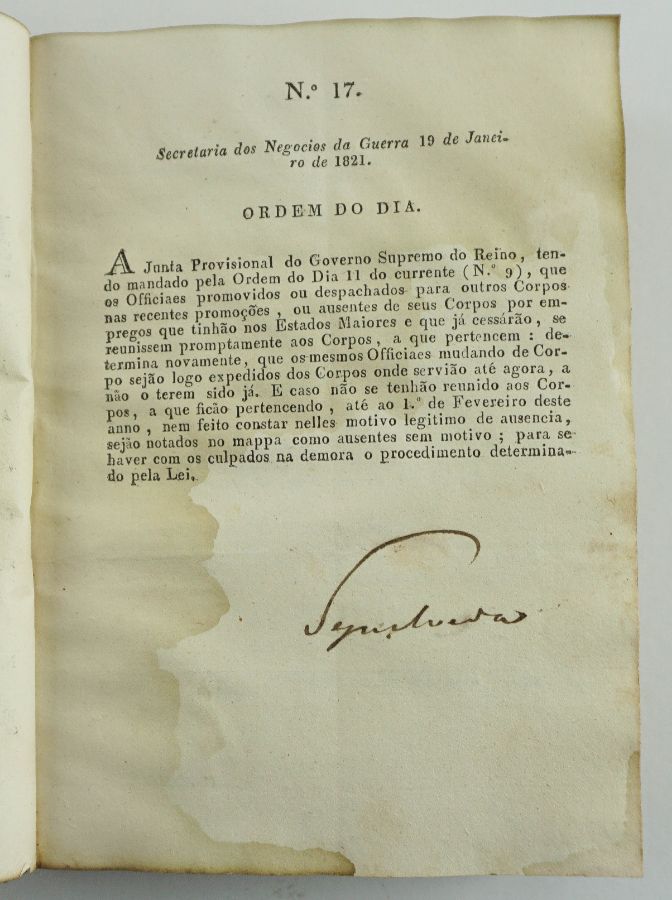 N.º 17.
Secretaria dos Negocios da Guerra 19 de Janei-
ro de 1821.
ORDEM DO DIA.
A Junta Provisional do Governo Supremo do Reino, ten-
do mandado pela Ordem do Dia 11 do currente (N.º 9), que
os Officiaes promovidos ou despachados para outros Corpos
nas recentes promoções, ou ausentes de seus Corpos por em-
pregos que tinhão nos Estados Maiores e que já cessárão, se
reunissem promptamente aos Corpos, a que pertencem : de-
termina novamente, que os mesmos Officiaes mudando de Cor-
po sejão logo expedidos dos Corpos onde servião até agora, a
não o terem sido já. E caso não se tenhão reunido aos Cor-
pos, a que ficão pertencendo, até ao 1.º de Fevereiro deste
anno, nem feito constar nelles motivo legitimo de ausencia,
sejão notados no mappa como ausentes sem motivo ; para se
haver com os culpados na demora o procedimento determina-
do pela Lei.
Sepulveda